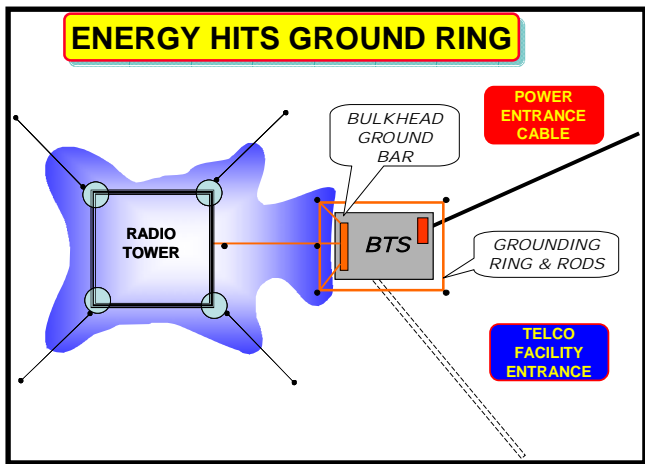 ENERGY HITS GROUND RING
POWER
ENTRANCE
CABLE
BULKHEAD
GROUND
BAR
RADIO
TOWER
BTS
GROUNDING
RING & RODS
TELCO
FACILITY
ENTRANCE